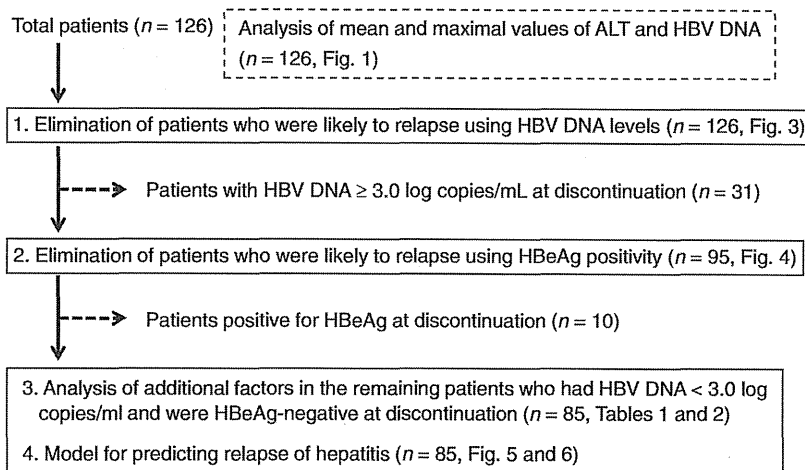 Total patients (n = 126)
Analysis of mean and maximal values of ALT and HBV DNA
(n = 126, Fig. 1)
1. Elimination of patients who were likely to relapse using HBV DNA levels (n = 126, Fig. 3)
Patients with HBV DNA ≥ 3.0 log copies/mL at discontinuation (n = 31)
2. Elimination of patients who were likely to relapse using HBeAg positivity (n = 95, Fig. 4)
Patients positive for HBeAg at discontinuation (n = 10)
3. Analysis of additional factors in the remaining patients who had HBV DNA < 3.0 log
copies/ml and were HBeAg-negative at discontinuation (n = 85, Tables 1 and 2)
4. Model for predicting relapse of hepatitis (n = 85, Fig. 5 and 6)